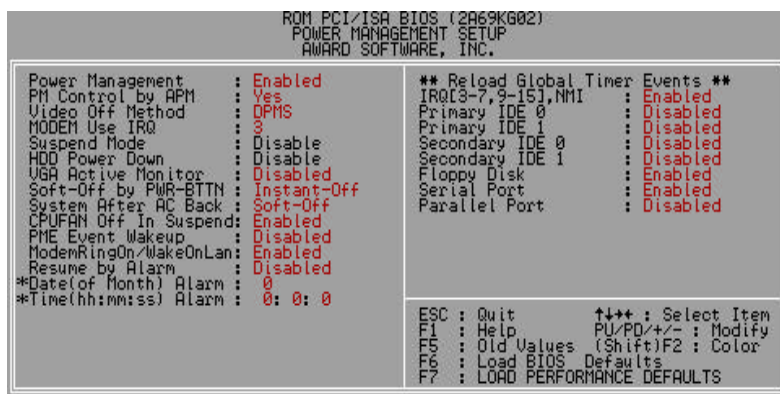 ROM PCI/ISA BIOS (2A69KG02)
POWER MANAGEMENT SETUP
AWARD SOFTWARE, INC.
Power Management : Enabled
PM Control by APM : Yes
Video Off Method : DPMS
MODEM Use IRQ : 3
Suspend Mode : Disable
HDD Power Down : Disable
VGA Active Monitor : Disabled
Soft-Off by PWR-BTTN : Instant-Off
System After AC Back : Soft-Off
CPUFAN Off In Suspend: Enabled
PME Event Wakeup : Disabled
ModemRingOn/WakeOnLan: Enabled
Resume by Alarm : Disabled
*Date(of Month) Alarm : 0
*Time(hh:mm:ss) Alarm : 0: 0: 0
** Reload Global Timer Events **
IRQ[3-7,9-15],NMI : Enabled
Primary IDE 0 : Disabled
Primary IDE 1 : Disabled
Secondary IDE 0 : Disabled
Secondary IDE 1 : Disabled
Floppy Disk : Enabled
Serial Port : Enabled
Parallel Port : Disabled
ESC : Quit ↑↓→← : Select Item
F1 : Help PU/PD/+/- : Modify
F5 : Old Values (Shift)F2 : Color
F6 : Load BIOS Defaults
F7 : LOAD PERFORMANCE DEFAULTS